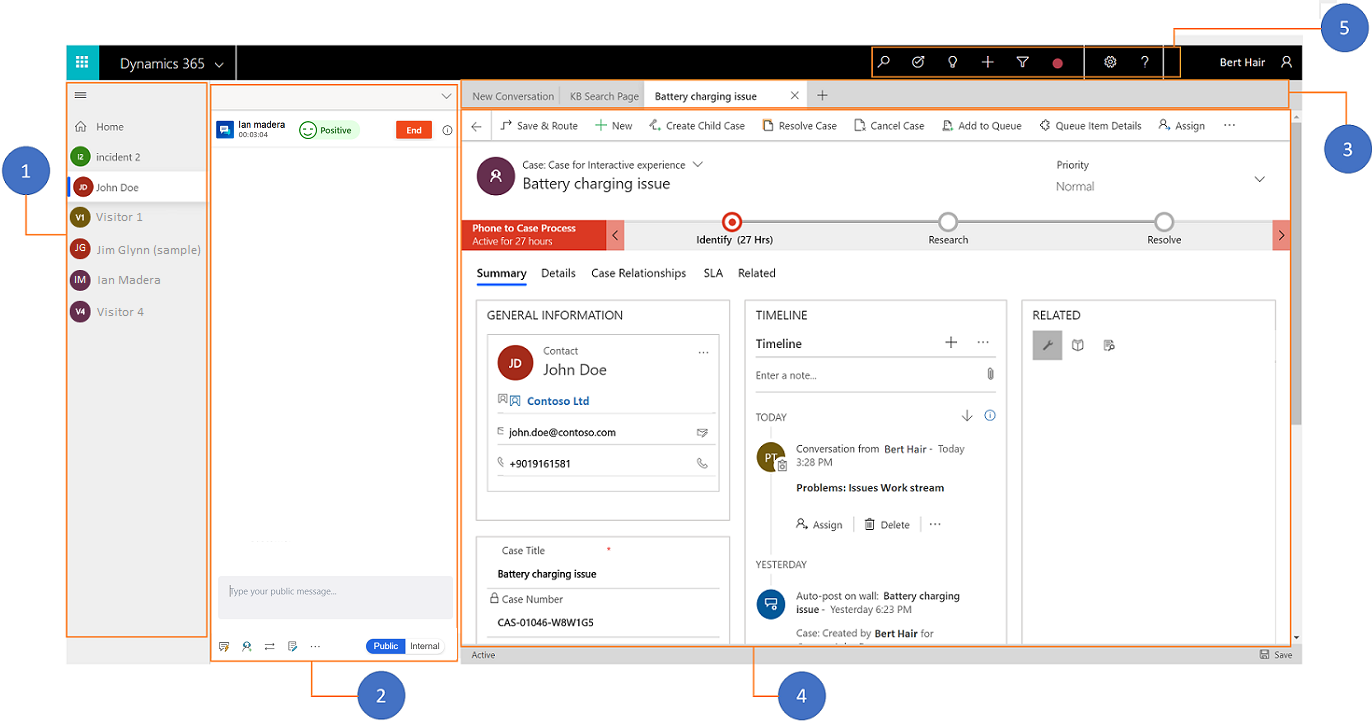 5
Dynamics 365
?
Bert Hair
New Conversation
KB Search Page
Battery charging issue
3
Home
I2 incident 2
JD John Doe
V1 Visitor 1
JG Jim Glynn (sample)
IM Ian Madera
V4 Visitor 4
1
Ian madera
00:03:04
Positive
End
Type your public message...
Public
Internal
2
Save & Route
New
Create Child Case
Resolve Case
Cancel Case
Add to Queue
Queue Item Details
Assign
...
Case: Case for Interactive experience
Battery charging issue
Priority
Normal
Phone to Case Process
Active for 27 hours
Identify (27 Hrs)
Research
Resolve
Summary
Details
Case Relationships
SLA
Related
GENERAL INFORMATION
JD
Contact
John Doe
...
Contoso Ltd
john.doe@contoso.com
+9019161581
Case Title *
Battery charging issue
Case Number
CAS-01046-W8W1G5
TIMELINE
Timeline
...
Enter a note...
TODAY
PT
Conversation from Bert Hair - Today
3:28 PM
Problems: Issues Work stream
Assign
Delete
...
YESTERDAY
Auto-post on wall: Battery charging
issue - Yesterday 6:23 PM
Case: Created by Bert Hair for
RELATED
Active
Save
4